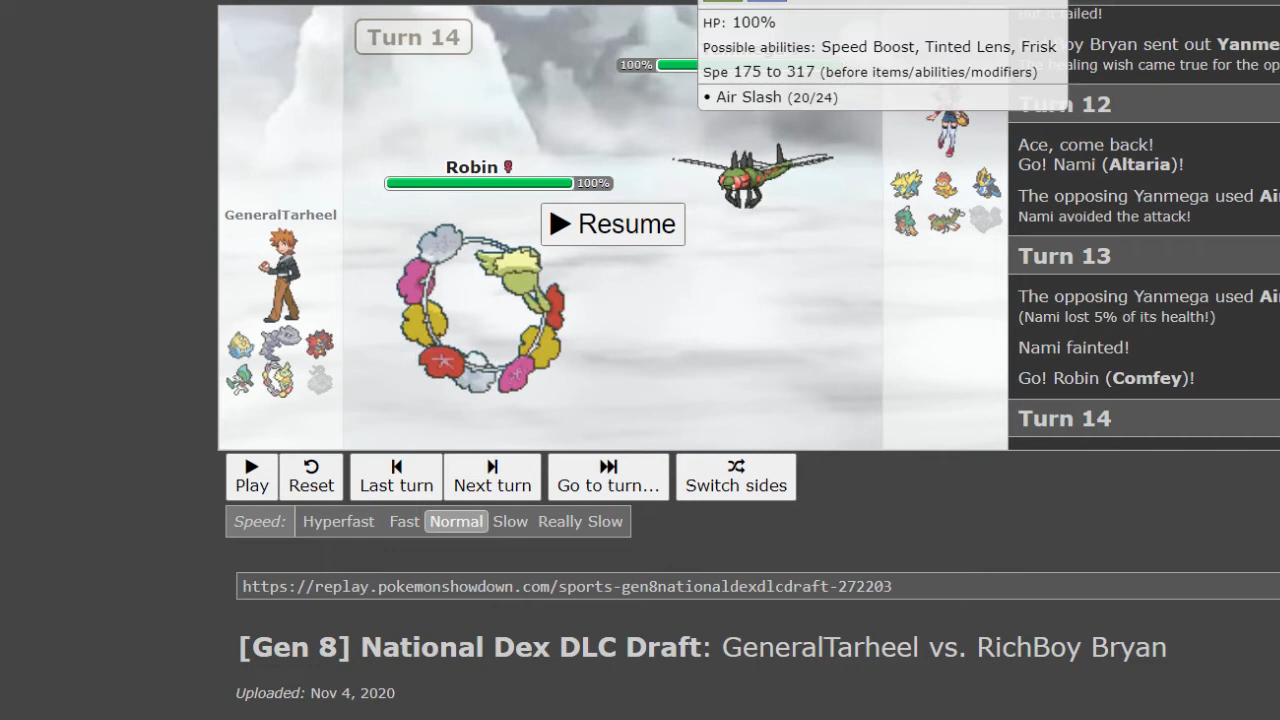 Turn 14
HP: 100%
Possible abilities: Speed Boost, Tinted Lens, Frisk
Spe 175 to 317 (before items/abilities/modifiers)
• Air Slash (20/24)
100%
Robin
100%
Resume
GeneralTarheel
But it failed!
Boy Bryan sent out Yanme
healing wish came true for the op
Turn 12
Ace, come back!
Go! Nami (Altaria)!
The opposing Yanmega used Ai
Nami avoided the attack!
Turn 13
The opposing Yanmega used Ai
(Nami lost 5% of its health!)
Nami fainted!
Go! Robin (Comfey)!
Turn 14
Play
Reset
Last turn
Next turn
Go to turn...
Switch sides
Speed: Hyperfast Fast Normal Slow Really Slow
https://replay.pokemonshowdown.com/sports-gen8nationaldexdlcdraft-272203
[Gen 8] National Dex DLC Draft: GeneralTarheel vs. RichBoy Bryan
Uploaded: Nov 4, 2020